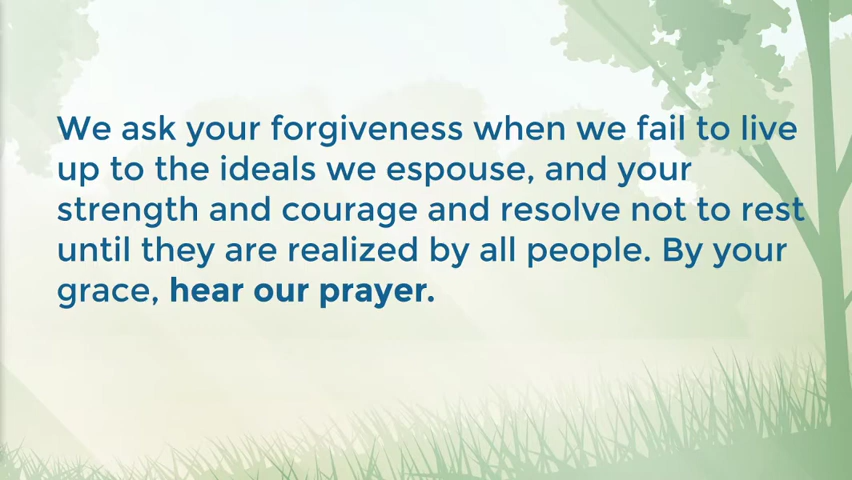 We ask your forgiveness when we fail to live
up to the ideals we espouse, and your
strength and courage and resolve not to rest
until they are realized by all people. By your
grace, hear our prayer.